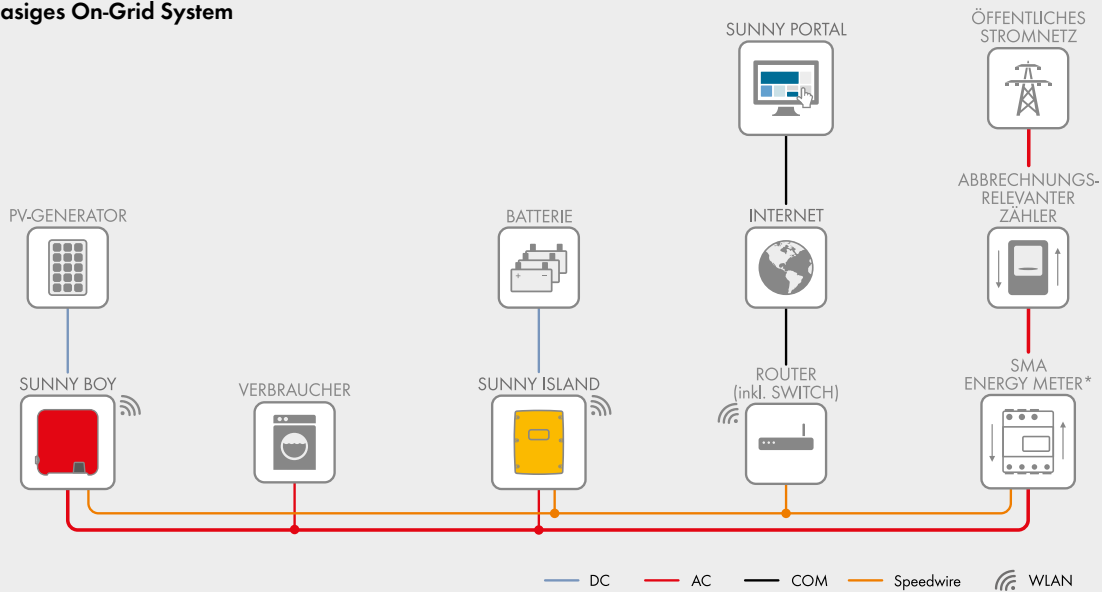 asiges On-Grid System
SUNNY PORTAL
ÖFFENTLICHES
STROMNETZ
ABBRECHNUNGS-
RELEVANTER
ZÄHLER
PV-GENERATOR
BATTERIE
INTERNET
SUNNY BOY
VERBRAUCHER
SUNNY ISLAND
ROUTER
(inkl. SWITCH)
SMA
ENERGY METER*
DC
AC
COM
Speedwire
WLAN